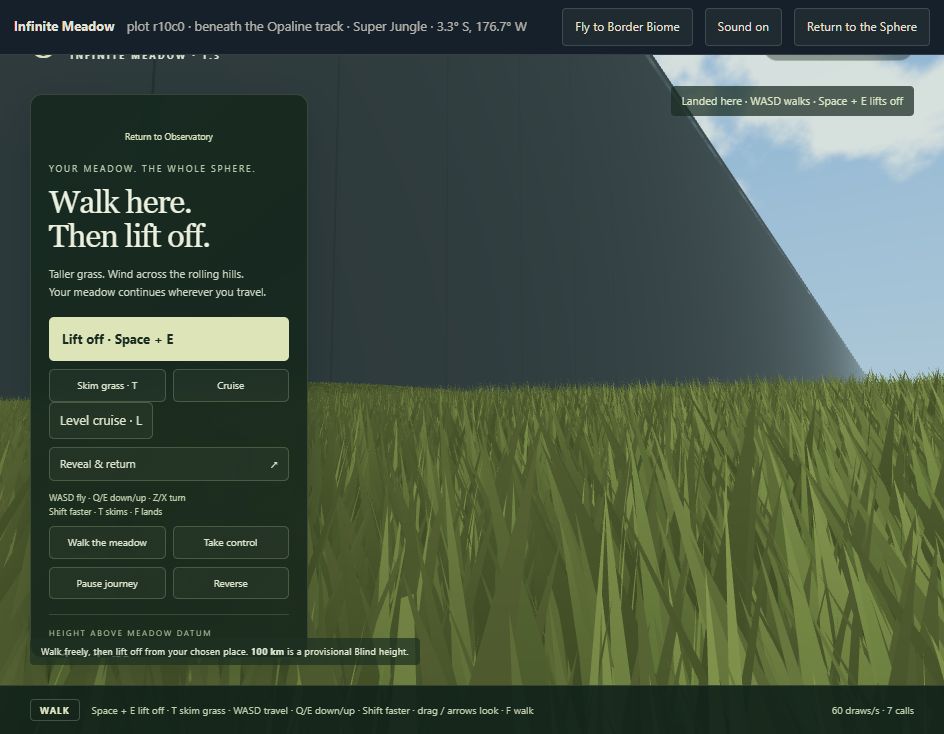 Infinite Meadow plot r10c0 · beneath the Opaline track · Super Jungle · 3.3° S, 176.7° W
Fly to Border Biome
Sound on
Return to the Sphere
INFINITE MEADOW · 1.3
Landed here · WASD walks · Space + E lifts off
Return to Observatory
YOUR MEADOW. THE WHOLE SPHERE.
Walk here.
Then lift off.
Taller grass. Wind across the rolling hills.
Your meadow continues wherever you travel.
Lift off · Space + E
Skim grass · T
Cruise
Level cruise · L
Reveal & return ↗
WASD fly · Q/E down/up · Z/X turn
Shift faster · T skims · F lands
Walk the meadow
Take control
Pause journey
Reverse
HEIGHT ABOVE MEADOW DATUM
Walk freely, then lift off from your chosen place. 100 km is a provisional Blind height.
WALK
Space + E lift off · T skim grass · WASD travel · Q/E down/up · Shift faster · drag / arrows look · F walk
60 draws/s · 7 calls